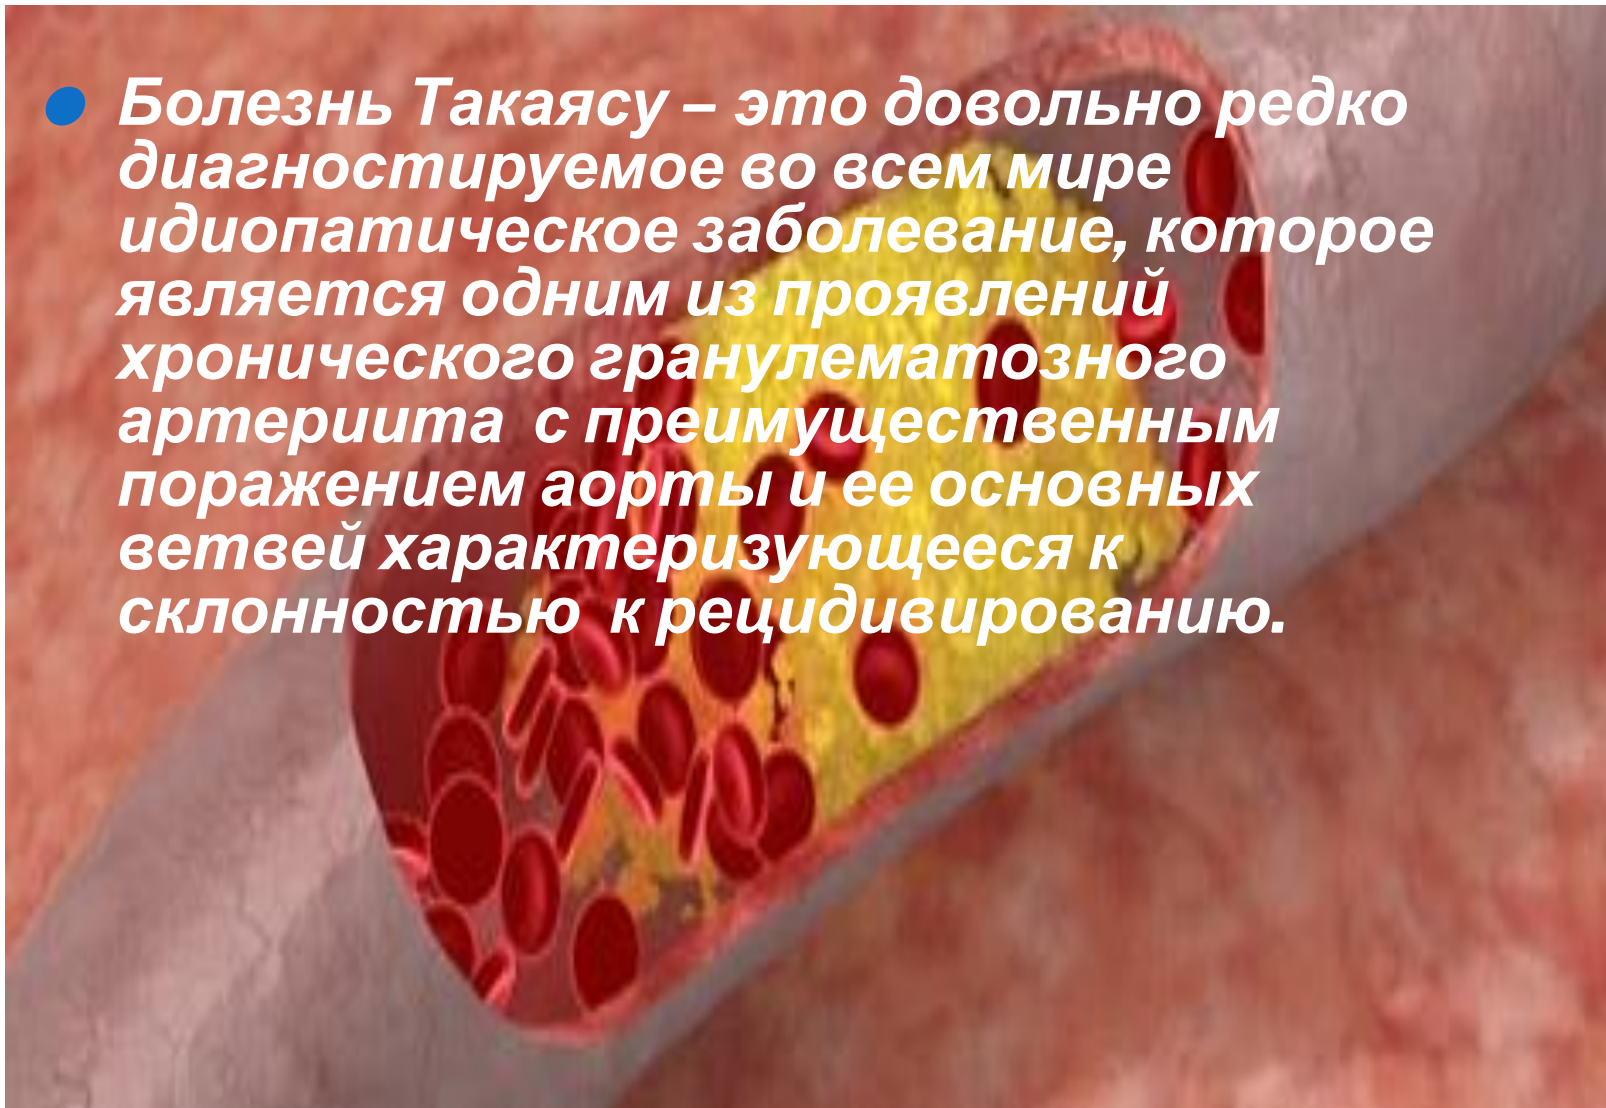 Болезнь Такаясу – это довольно редко
диагностируемое во всем мире
идиопатическое заболевание, которое
является одним из проявлений
хронического гранулематозного
артериита с преимущественным
поражением аорты и ее основных
ветвей характеризующееся к
склонностью к рецидивированию.